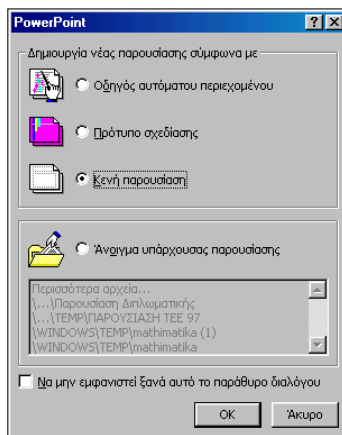 PowerPoint
Δημιουργία νέας παρουσίασης σύμφωνα με
Οδηγός αυτόματου περιεχομένου
Πρότυπο σχεδίασης
Κενή παρουσίαση
Άνοιγμα υπάρχουσας παρουσίασης
Περισσότερα αρχεία...
\...\Παρουσίαση Διπλωματικής
\...\TEMP\ΠΑΡΟΥΣΙΑΣΗ ΤΕΕ 97
\WINDOWS\TEMP\mathimatika (1)
\WINDOWS\TEMP\mathimatika
Να μην εμφανιστεί ξανά αυτό το παράθυρο διαλόγου
OK Άκυρο